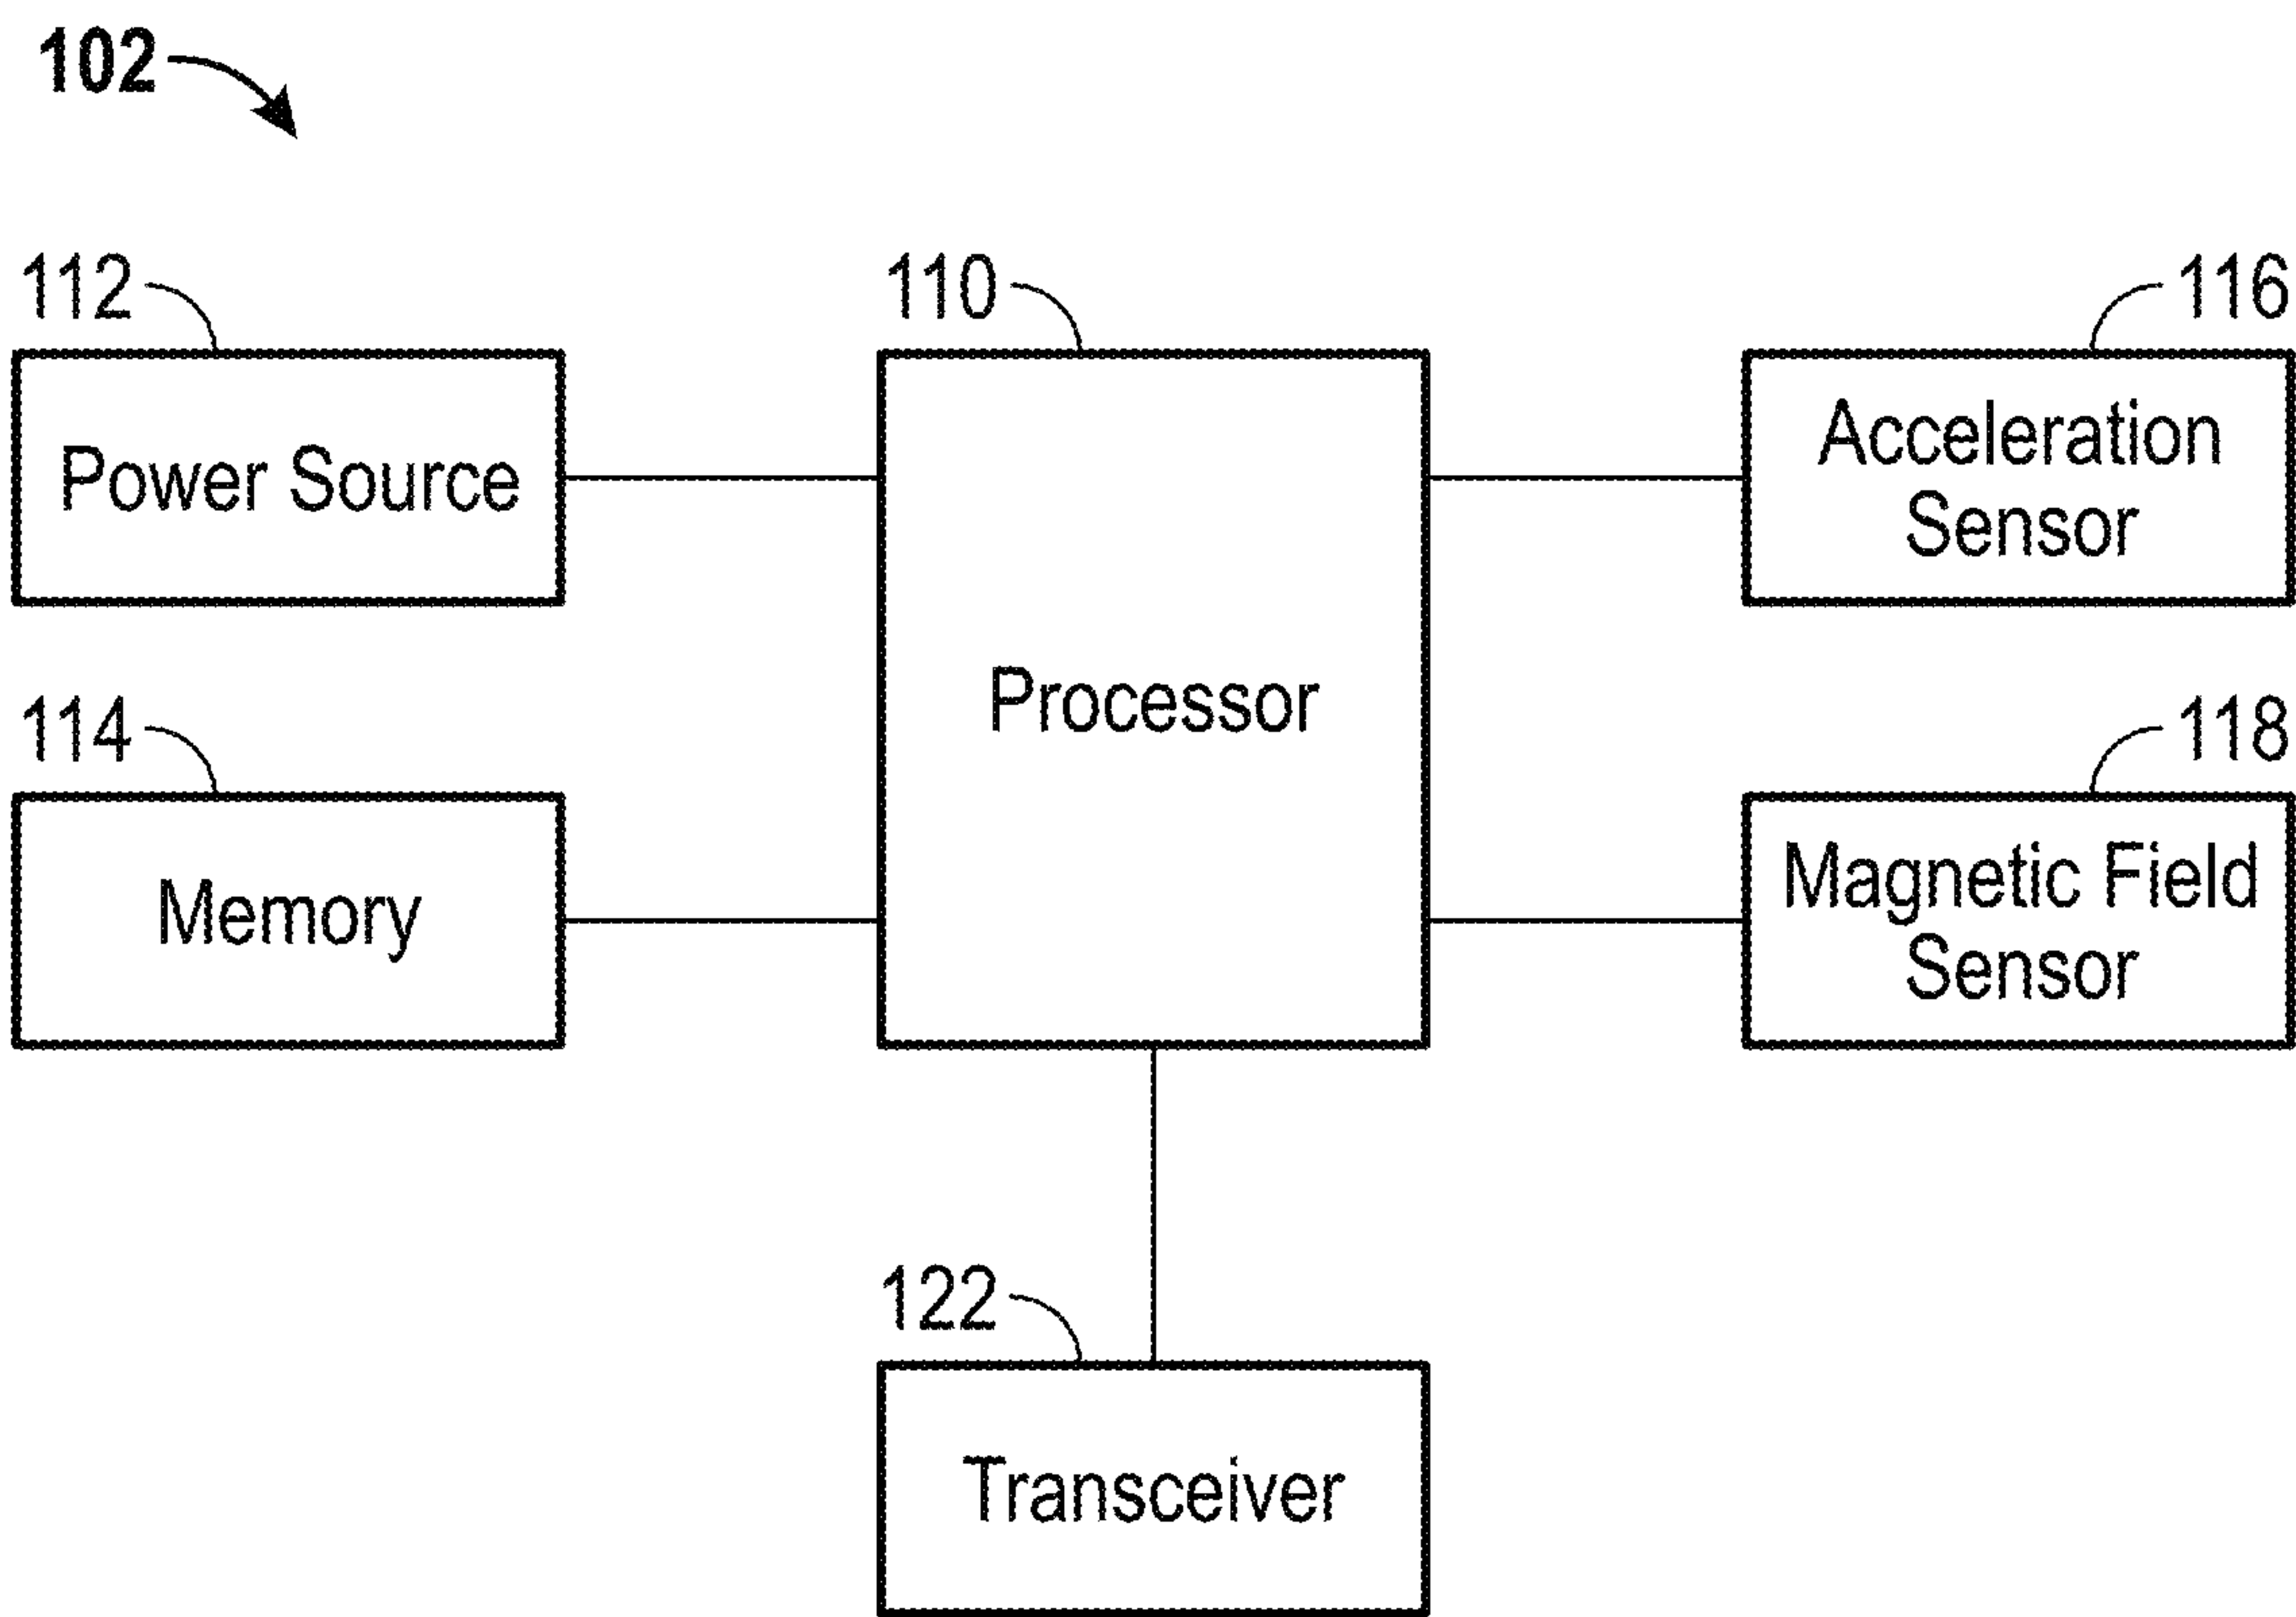 102
112
110
116
Power Source
Processor
Acceleration
Sensor
114
118
Memory
Magnetic Field
Sensor
122
Transceiver